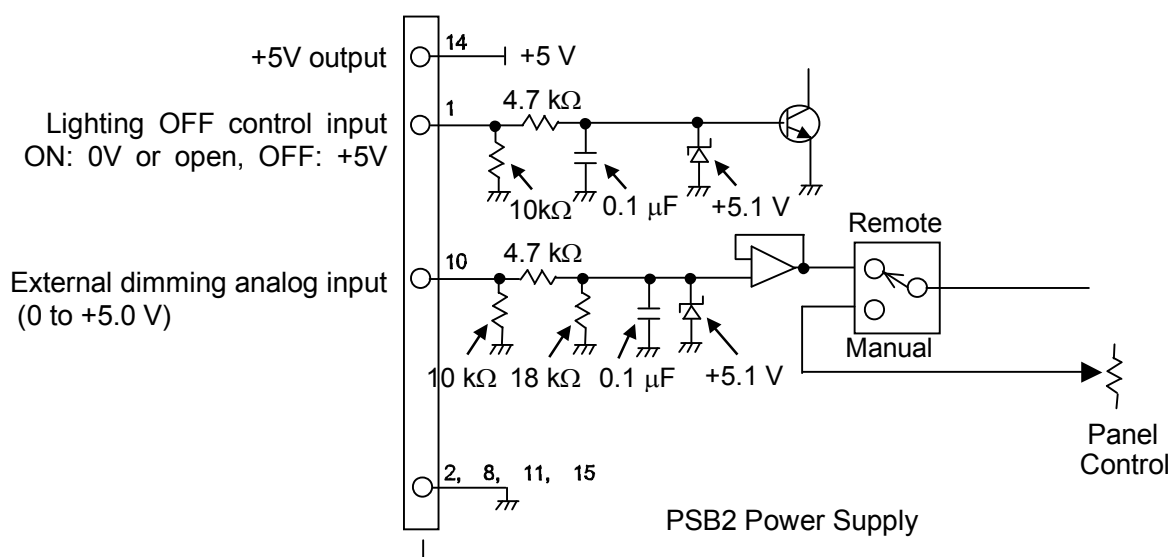 +5V output
14
+5 V
Lighting OFF control input
ON: 0V or open, OFF: +5V
1
4.7 kΩ
10kΩ
0.1 μF
+5.1 V
External dimming analog input
(0 to +5.0 V)
10
4.7 kΩ
10 kΩ
18 kΩ
0.1 μF
+5.1 V
Remote
Manual
Panel
Control
2, 8, 11, 15
PSB2 Power Supply